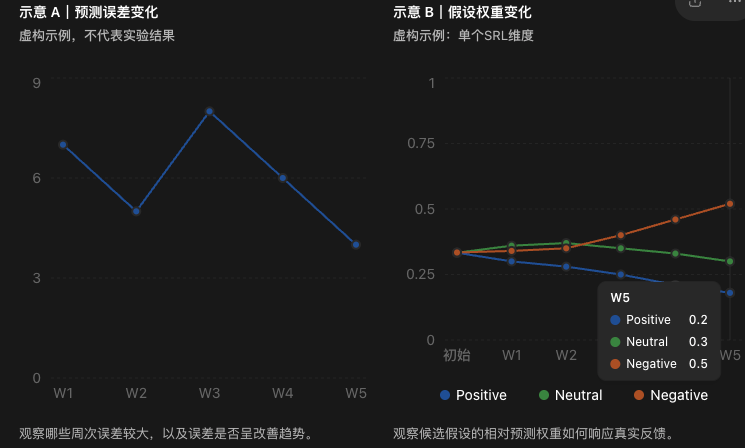 示意 A｜预测误差变化
虚构示例，不代表实验结果
9
6
3
0
W1 W2 W3 W4 W5
观察哪些周次误差较大，以及误差是否呈改善趋势。
示意 B｜假设权重变化
虚构示例：单个SRL维度
1
0.75
0.5
0.25
0
初始 W1 W2 W5
W5
Positive 0.2
Neutral 0.3
Negative 0.5
Positive Neutral Negative
观察候选假设的相对预测权重如何响应真实反馈。